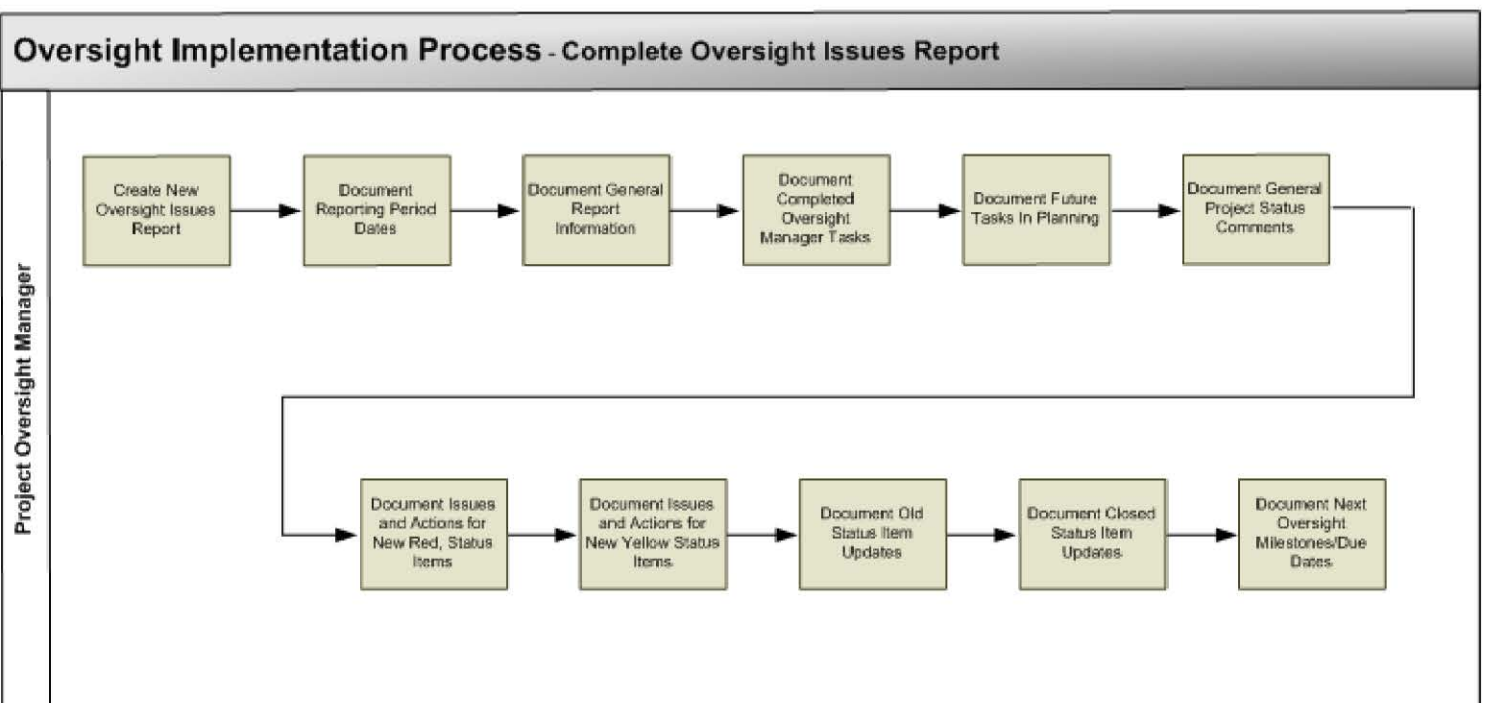 Oversight Implementation Process - Complete Oversight Issues Report
Project Oversight Manager
Create New
Oversight Issues
Report
Document
Reporting Period
Dates
Document General
Report
Information
Document
Completed
Oversight
Manager Tasks
Document Future
Tasks In Planning
Document General
Project Status
Comments
Document Issues
and Actions for
New Red, Status
Items
Document Issues
and Actions for
New Yellow Status
Items
Document Old
Status Item
Updates
Document Closed
Status Item
Updates
Document Next
Oversight
Milestones/Due
Dates